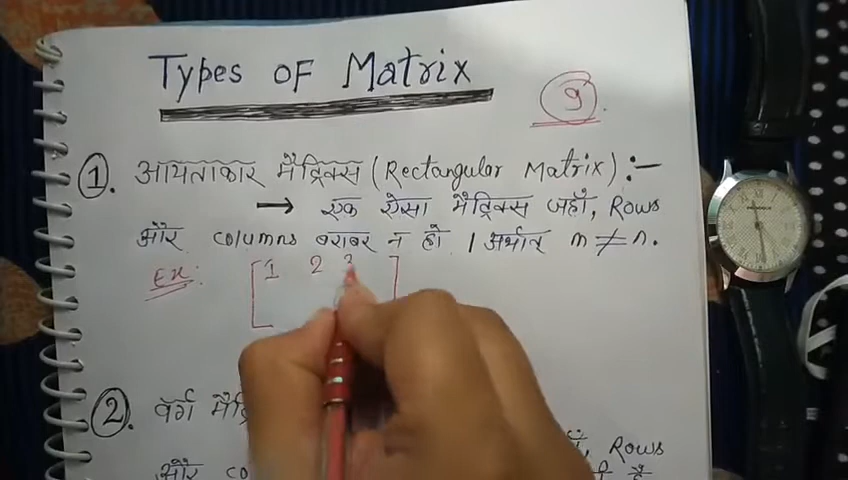 Types OF Matrix
9
1. आयताकार मैट्रिक्स (Rectangular Matrix) :-
→ एक ऐसा मैट्रिक्स जहाँ, Rows
और columns बराबर न हो । अर्थात m ≠ n.
Ex: [ 1 2 3 ]
2. वर्ग
Rows
और